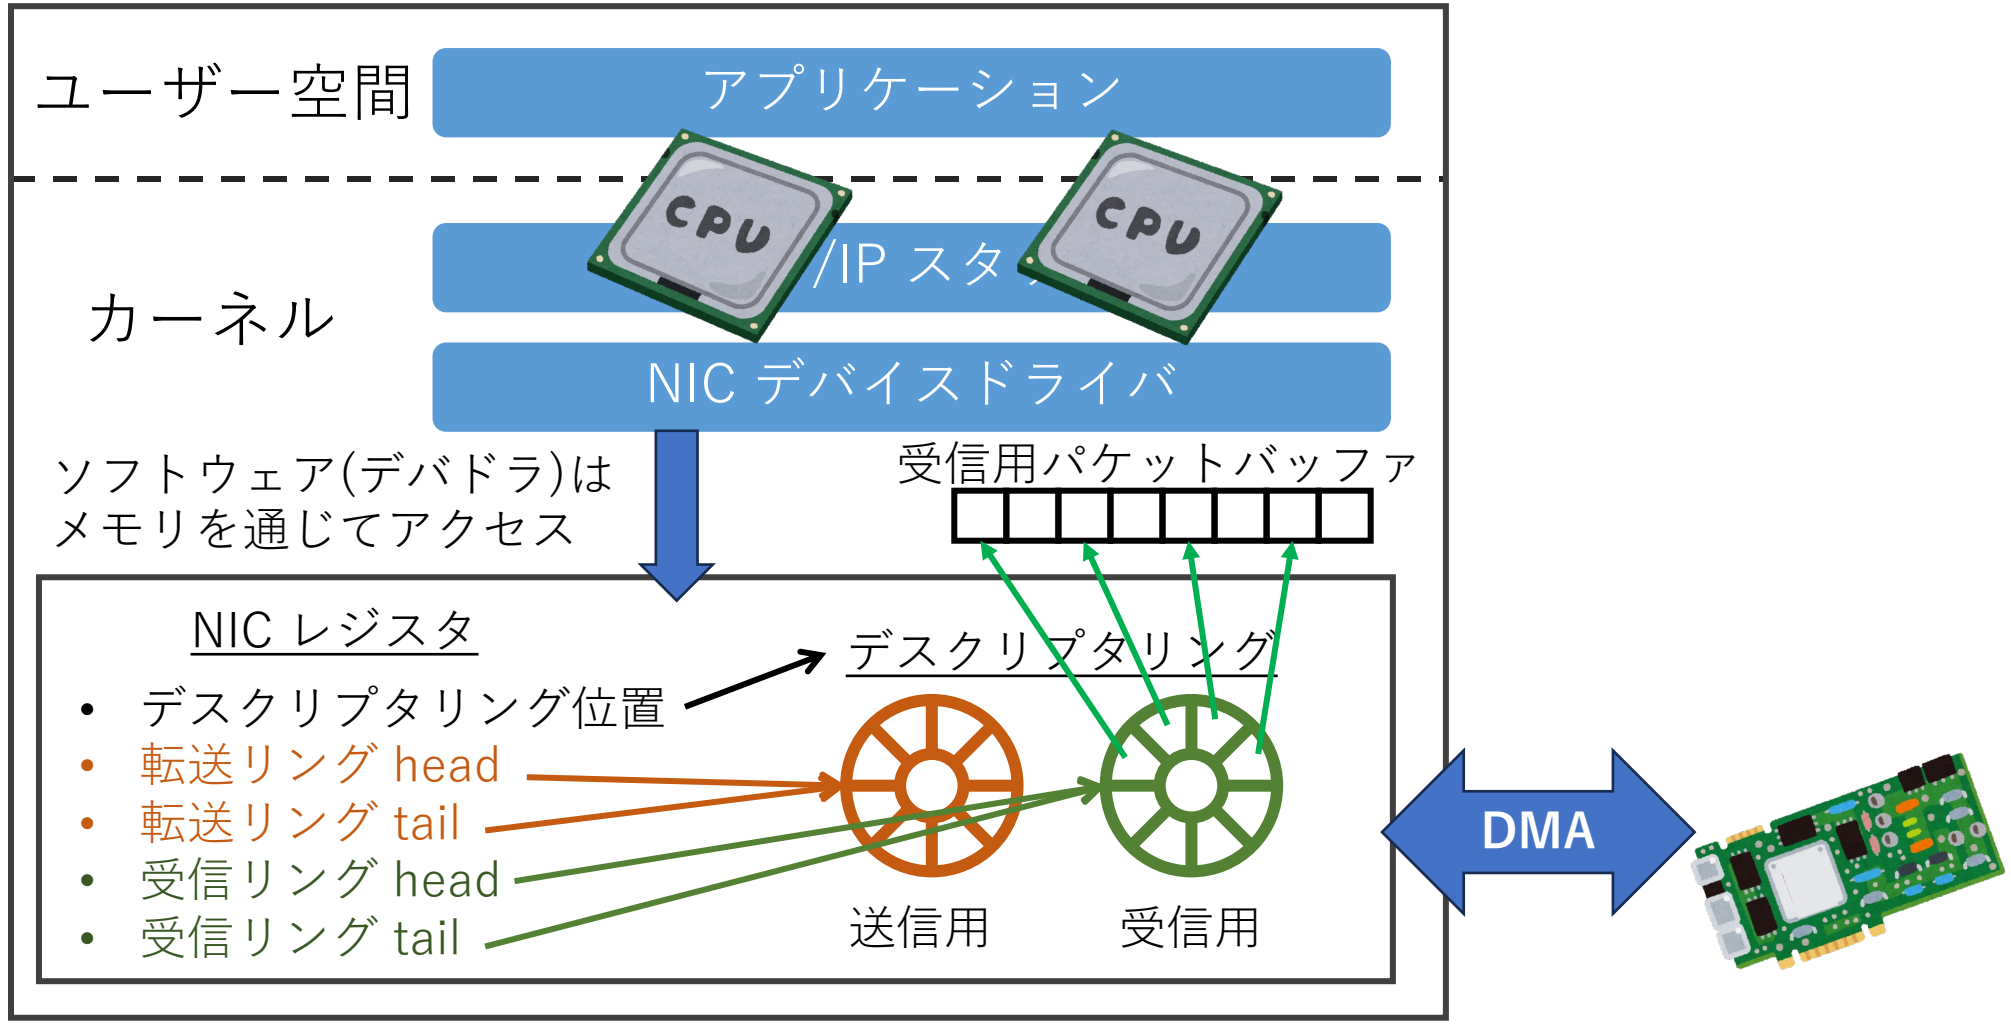 ユーザー空間
アプリケーション
CPU
CPU
カーネル
/IP スタ
NIC デバイスドライバ
ソフトウェア(デバドラ)は
メモリを通じてアクセス
受信用パケットバッファ
NIC レジスタ
デスクリプタリング
• デスクリプタリング位置
• 転送リング head
• 転送リング tail
• 受信リング head
• 受信リング tail
送信用
受信用
DMA